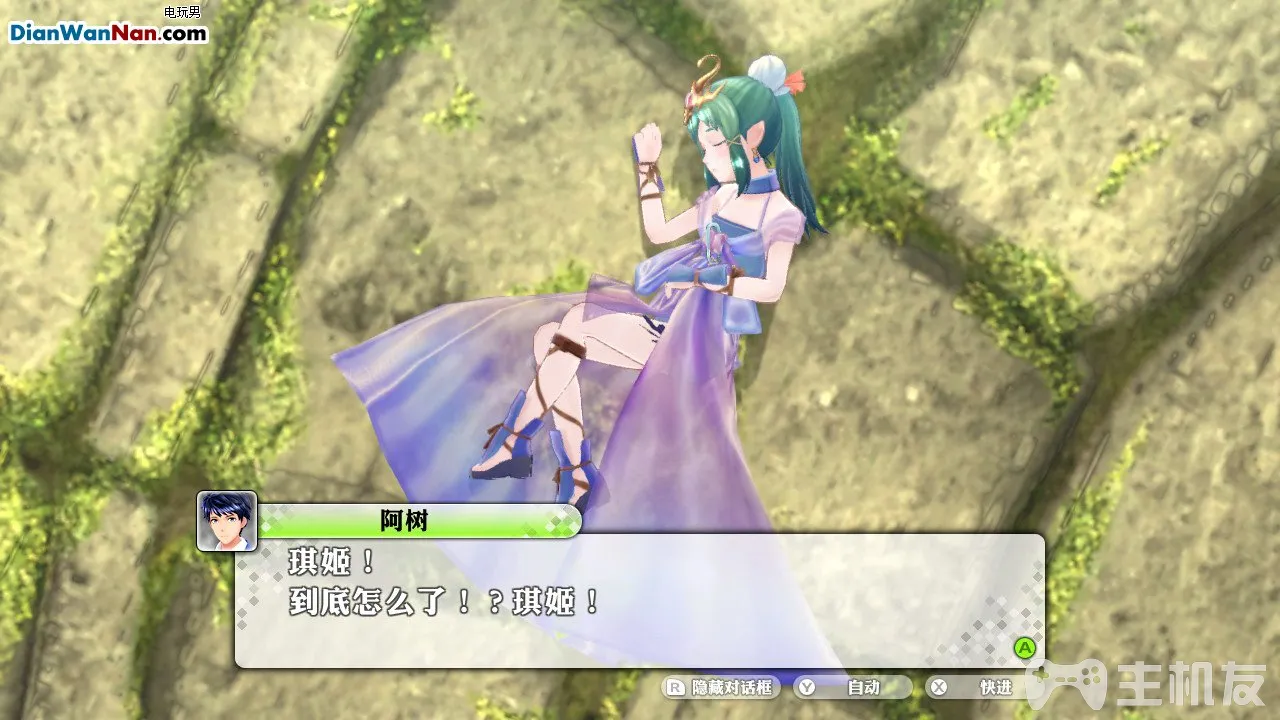 电玩男
DianWanNan.com
阿树
琪姬！
到底怎么了！？琪姬！
A
R 隐藏对话框 Y 自动 X 快进
主机友